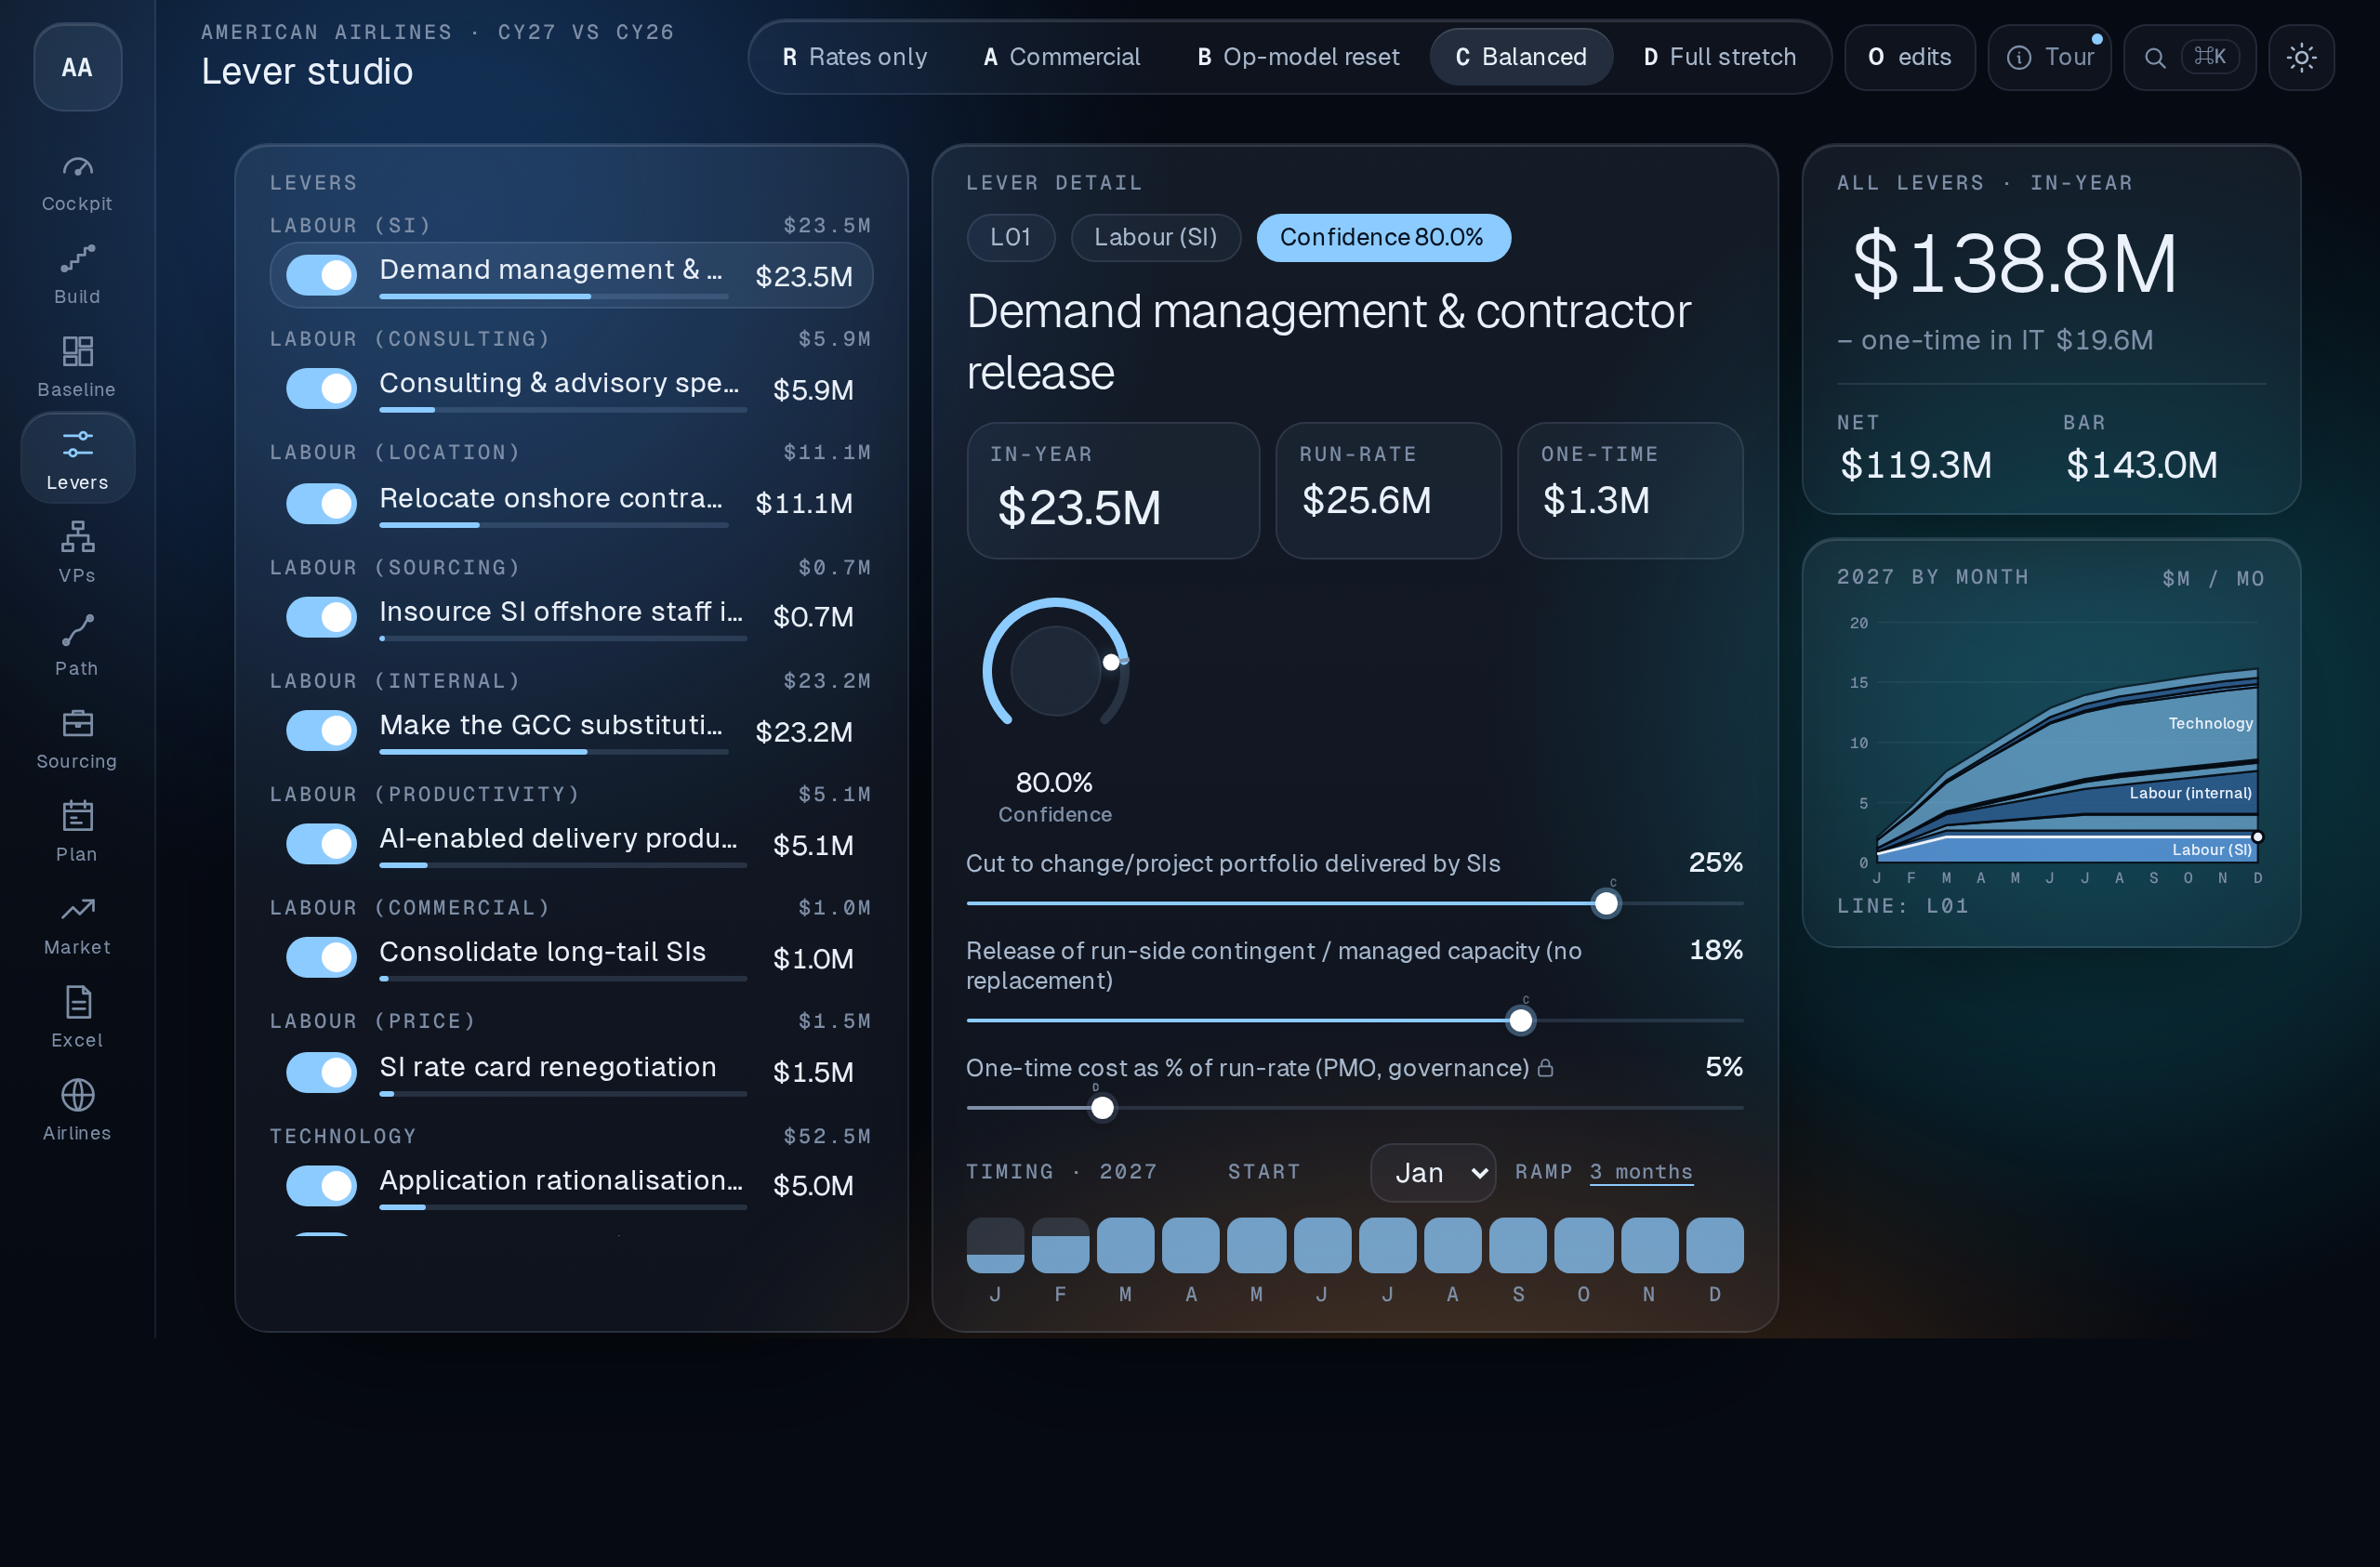 AA
AMERICAN AIRLINES · CY27 VS CY26
Lever studio
R Rates only
A Commercial
B Op-model reset
C Balanced
D Full stretch
0 edits
Tour
⌘K
Cockpit
Build
Baseline
Levers
VPs
Path
Sourcing
Plan
Market
Excel
Airlines
LEVERS
LABOUR (SI) $23.5M
Demand management & … $23.5M
LABOUR (CONSULTING) $5.9M
Consulting & advisory spe… $5.9M
LABOUR (LOCATION) $11.1M
Relocate onshore contra… $11.1M
LABOUR (SOURCING) $0.7M
Insource SI offshore staff i… $0.7M
LABOUR (INTERNAL) $23.2M
Make the GCC substituti… $23.2M
LABOUR (PRODUCTIVITY) $5.1M
AI-enabled delivery produ… $5.1M
LABOUR (COMMERCIAL) $1.0M
Consolidate long-tail SIs $1.0M
LABOUR (PRICE) $1.5M
SI rate card renegotiation $1.5M
TECHNOLOGY $52.5M
Application rationalisation… $5.0M
LEVER DETAIL
L01 Labour (SI) Confidence 80.0%
Demand management & contractor
release
IN-YEAR RUN-RATE ONE-TIME
$23.5M $25.6M $1.3M
80.0%
Confidence
Cut to change/project portfolio delivered by SIs 25%
C
Release of run-side contingent / managed capacity (no 18%
replacement)
C
One-time cost as % of run-rate (PMO, governance) 5%
D
TIMING · 2027 START Jan RAMP 3 months
J F M A M J J A S O N D
ALL LEVERS · IN-YEAR
$138.8M
− one-time in IT $19.6M
NET BAR
$119.3M $143.0M
2027 BY MONTH $M / MO
20
15
Technology
10
Labour (internal)
5
Labour (SI)
0
J F M A M J J A S O N D
LINE: L01